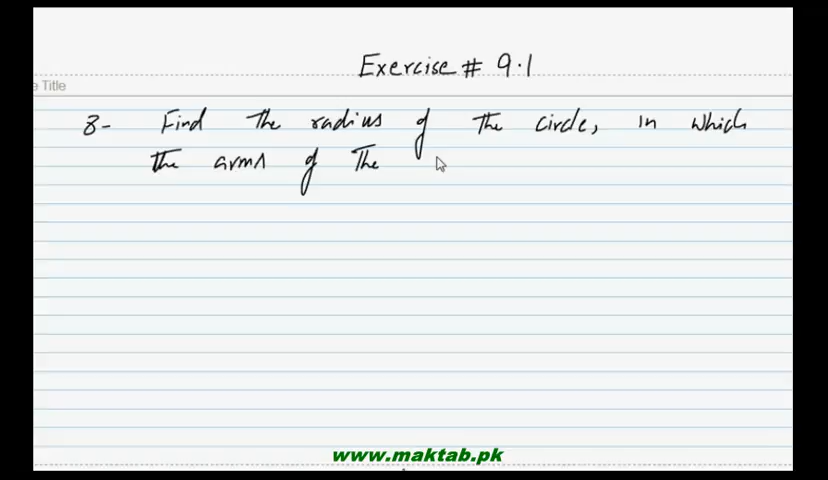 Exercise # 9.1
e Title
8- Find the radius of the circle, in which
the arms of the
www.maktab.pk